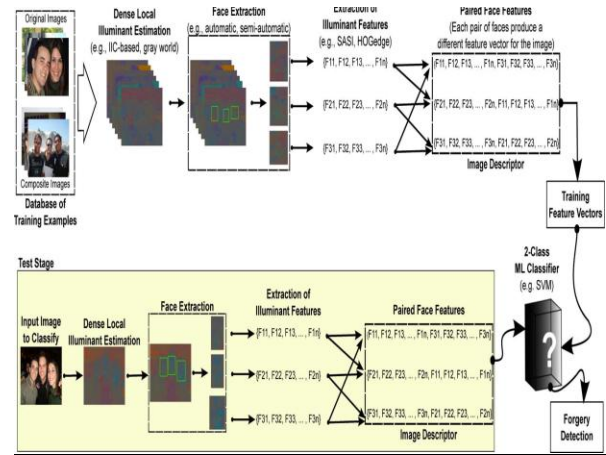 Original Images
Composite Images
Database of
Training Examples
Dense Local
Illuminant Estimation
(e.g., IIC-based, gray world)
Face Extraction
(e.g., automatic, semi-automatic)
Extraction of
Illuminant Features
(e.g., SASI, HOGedge)
{F11, F12, F13, ... , F1n}
{F21, F22, F23, ... , F2n}
{F31, F32, F33, ... , F3n}
Paired Face Features
(Each pair of faces produce a
different feature vector for the image)
{F11, F12, F13, ... , F1n, F31, F32, F33, ... , F3n}
{F21, F22, F23, ... , F2n, F11, F12, F13, ... , F1n}
{F31, F32, F33, ... , F3n, F21, F22, F23, ... , F2n}
Image Descriptor
Training
Feature Vectors
2-Class
ML Classifier
(e.g. SVM)
?
Forgery
Detection
Test Stage
Input Image
to Classify
Dense Local
Illuminant Estimation
Face Extraction
Extraction of
Illuminant Features
{F11, F12, F13, ... , F1n}
{F21, F22, F23, ... , F2n}
{F31, F32, F33, ... , F3n}
Paired Face Features
{F11, F12, F13, ... , F1n, F31, F32, F33, ... , F3n}
{F21, F22, F23, ... , F2n, F11, F12, F13, ... , F1n}
{F31, F32, F33, ... , F3n, F21, F22, F23, ... , F2n}
Image Descriptor